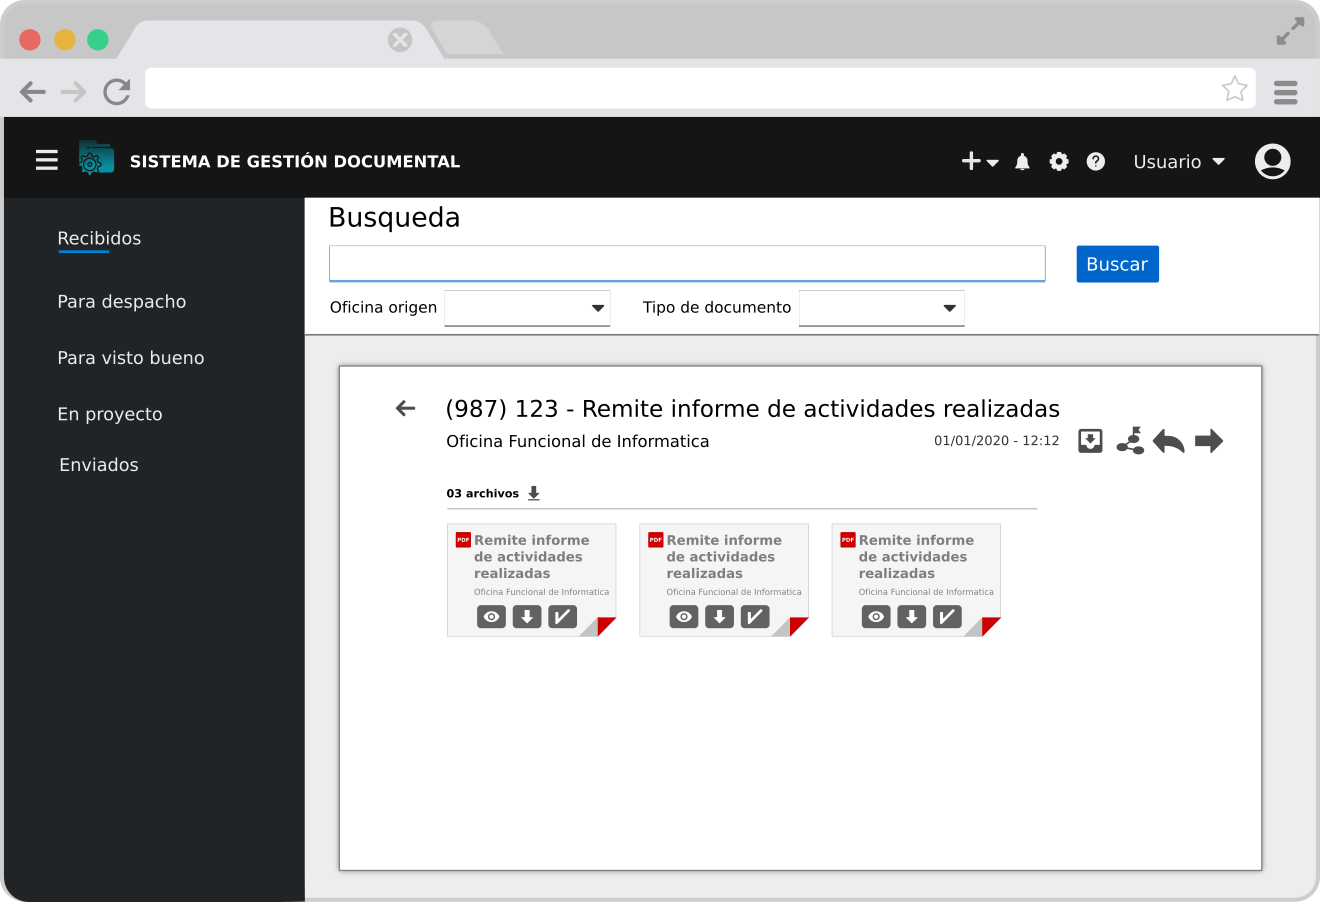 SISTEMA DE GESTIÓN DOCUMENTAL
Usuario
Recibidos
Para despacho
Para visto bueno
En proyecto
Enviados
Busqueda
Buscar
Oficina origen
Tipo de documento
(987) 123 - Remite informe de actividades realizadas
Oficina Funcional de Informatica
01/01/2020 - 12:12
03 archivos
PDF
Remite informe
de actividades
realizadas
Oficina Funcional de Informatica
PDF
Remite informe
de actividades
realizadas
Oficina Funcional de Informatica
PDF
Remite informe
de actividades
realizadas
Oficina Funcional de Informatica